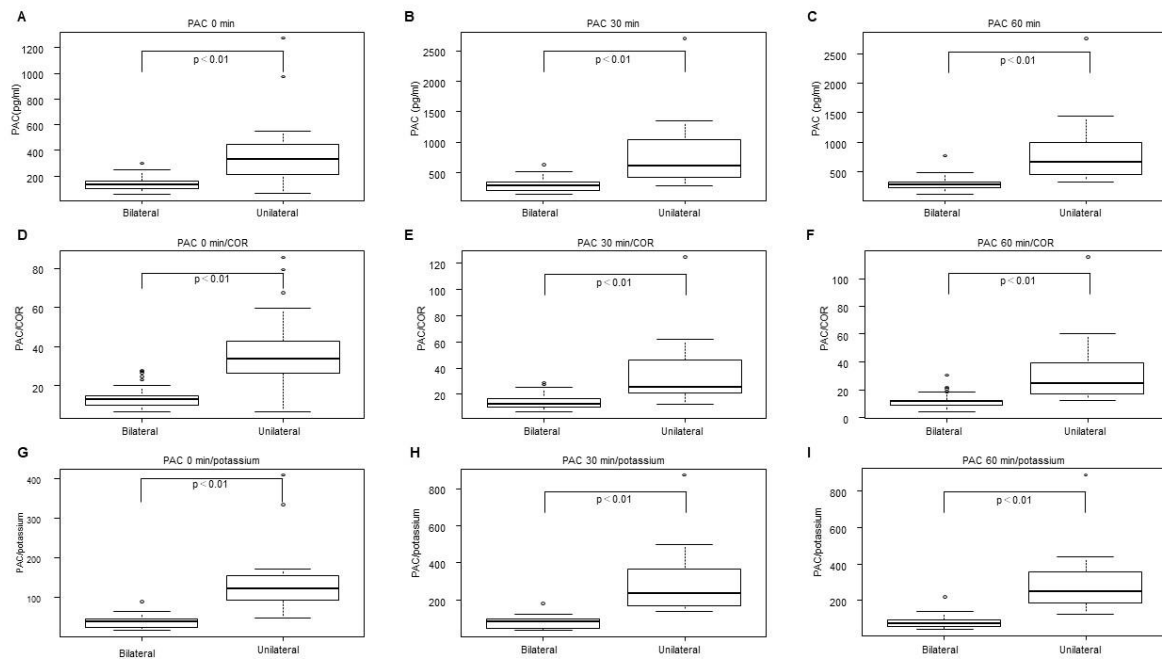 A
PAC 0 min
PAC(pg/ml)
1200
1000
800
600
400
200
p < 0.01
Bilateral
Unilateral
B
PAC 30 min
PAC (pg/ml)
2500
2000
1500
1000
500
p < 0.01
Bilateral
Unilateral
C
PAC 60 min
PAC (pg/ml)
2500
2000
1500
1000
500
p < 0.01
Bilateral
Unilateral
D
PAC 0 min/COR
PAC/COR
80
60
40
20
p < 0.01
Bilateral
Unilateral
E
PAC 30 min/COR
PAC/COR
120
100
80
60
40
20
p < 0.01
Bilateral
Unilateral
F
PAC 60 min/COR
PAC/COR
100
80
60
40
20
0
p < 0.01
Bilateral
Unilateral
G
PAC 0 min/potassium
PAC/potassium
400
300
200
100
p < 0.01
Bilateral
Unilateral
H
PAC 30 min/potassium
PAC/potassium
800
600
400
200
p < 0.01
Bilateral
Unilateral
I
PAC 60 min/potassium
PAC/potassium
800
600
400
200
p < 0.01
Bilateral
Unilateral